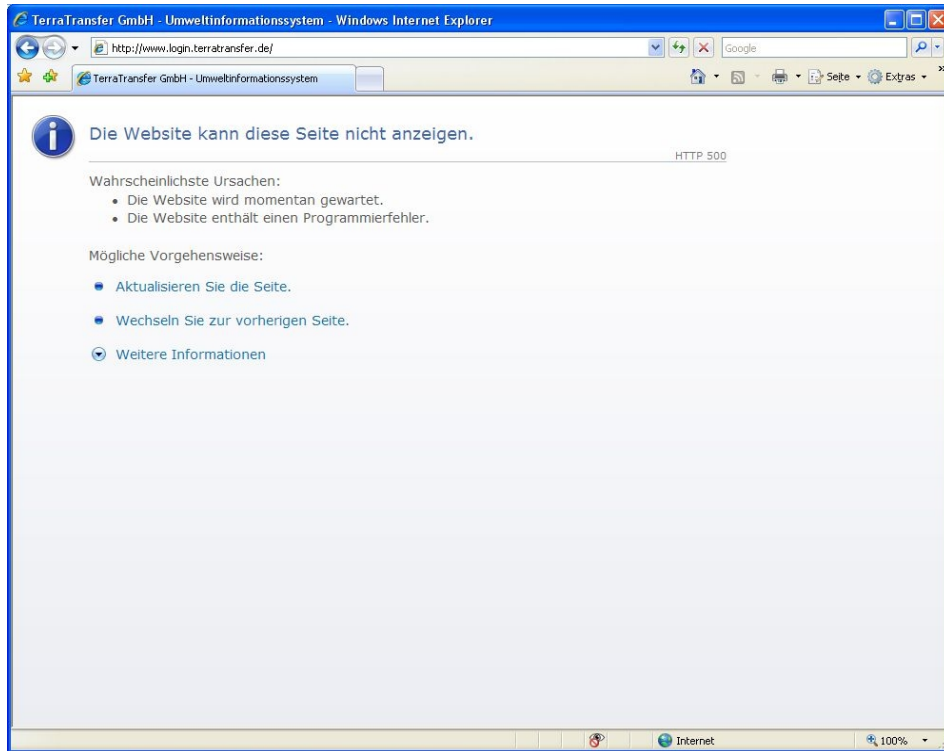 TerraTransfer GmbH - Umweltinformationssystem - Windows Internet Explorer
http://www.login.terratransfer.de/
Google
TerraTransfer GmbH - Umweltinformationssystem
Seite
Extras
»
Die Website kann diese Seite nicht anzeigen.
HTTP 500
Wahrscheinlichste Ursachen:
• Die Website wird momentan gewartet.
• Die Website enthält einen Programmierfehler.
Mögliche Vorgehensweise:
Aktualisieren Sie die Seite.
Wechseln Sie zur vorherigen Seite.
Weitere Informationen
Internet
100%